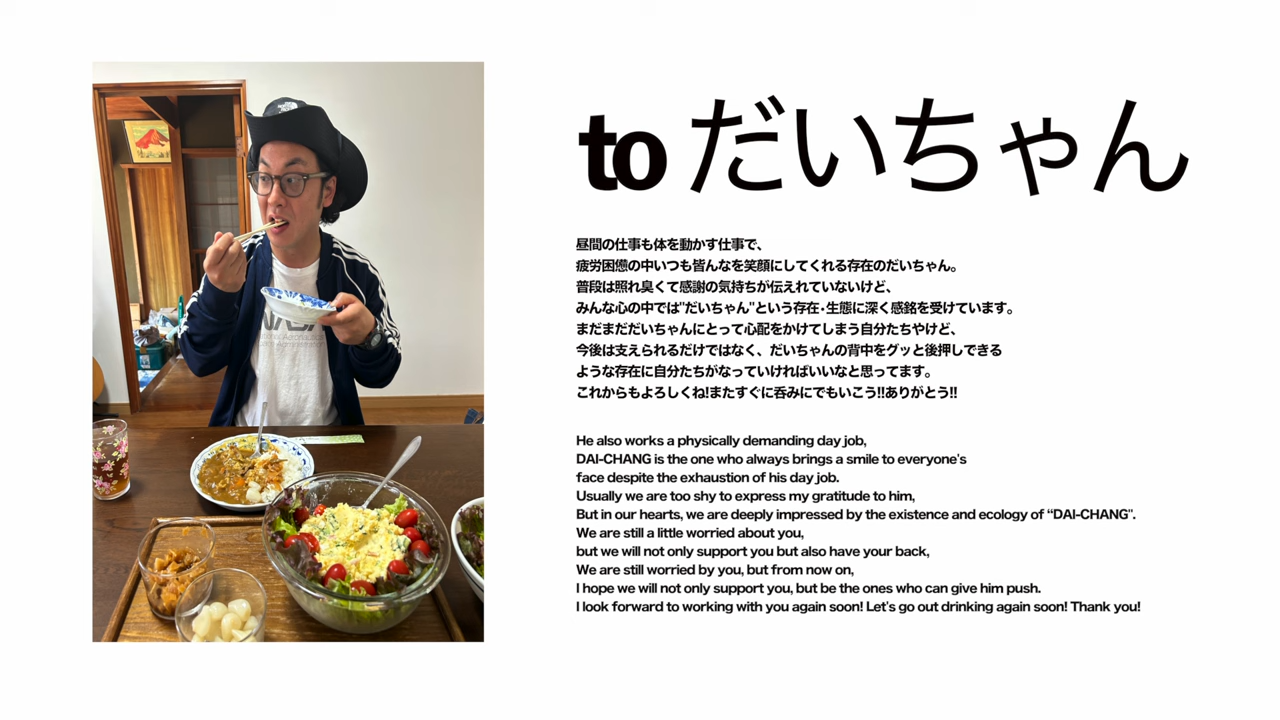 to だいちゃん
昼間の仕事も体を動かす仕事で、
疲労困憊の中いつも皆んなを笑顔にしてくれる存在のだいちゃん。
普段は照れ臭くて感謝の気持ちが伝えれていないけど、
みんな心の中では"だいちゃん"という存在・生態に深く感銘を受けています。
まだまだだいちゃんにとって心配をかけてしまう自分たちやけど、
今後は支えられるだけではなく、だいちゃんの背中をグッと後押しできる
ような存在に自分たちがなっていければいいなと思ってます。
これからもよろしくね!またすぐに呑みにでもいこう!!ありがとう!!
He also works a physically demanding day job,
DAI-CHANG is the one who always brings a smile to everyone's
face despite the exhaustion of his day job.
Usually we are too shy to express my gratitude to him,
But in our hearts, we are deeply impressed by the existence and ecology of “DAI-CHANG".
We are still a little worried about you,
but we will not only support you but also have your back,
We are still worried by you, but from now on,
I hope we will not only support you, but be the ones who can give him push.
I look forward to working with you again soon! Let's go out drinking again soon! Thank you!